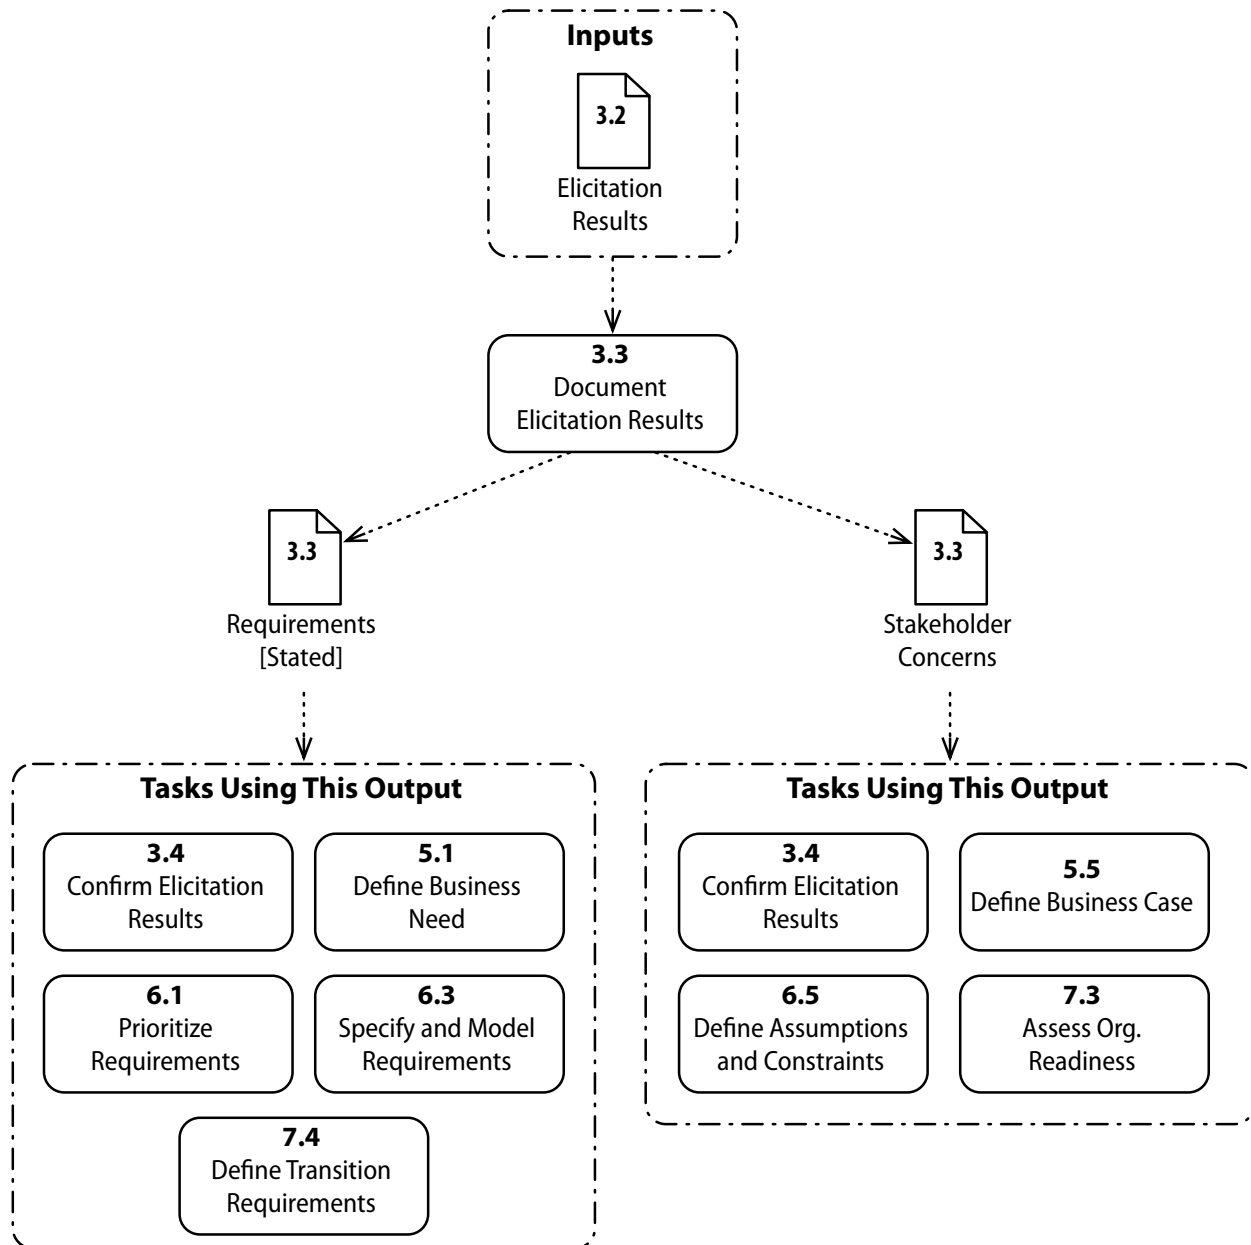 Inputs
3.2
Elicitation
Results
3.3
Document
Elicitation Results
3.3
Requirements
[Stated]
3.3
Stakeholder
Concerns
Tasks Using This Output
3.4
Confirm Elicitation
Results
5.1
Define Business
Need
6.1
Prioritize
Requirements
6.3
Specify and Model
Requirements
7.4
Define Transition
Requirements
Tasks Using This Output
3.4
Confirm Elicitation
Results
5.5
Define Business Case
6.5
Define Assumptions
and Constraints
7.3
Assess Org.
Readiness